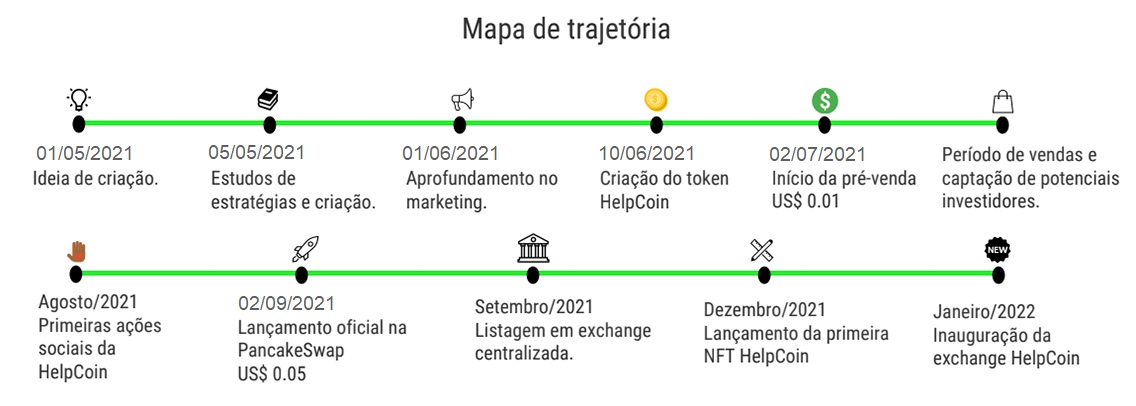 Mapa de trajetória
01/05/2021
Ideia de criação.
05/05/2021
Estudos de
estratégias e criação.
01/06/2021
Aprofundamento no
marketing.
10/06/2021
Criação do token
HelpCoin
02/07/2021
Início da pré-venda
US$ 0.01
Período de vendas e
captação de potenciais
investidores.
Agosto/2021
Primeiras ações
sociais da
HelpCoin
02/09/2021
Lançamento oficial na
PancakeSwap
US$ 0.05
Setembro/2021
Listagem em exchange
centralizada.
Dezembro/2021
Lançamento da primeira
NFT HelpCoin
NEW
Janeiro/2022
Inauguração da
exchange HelpCoin